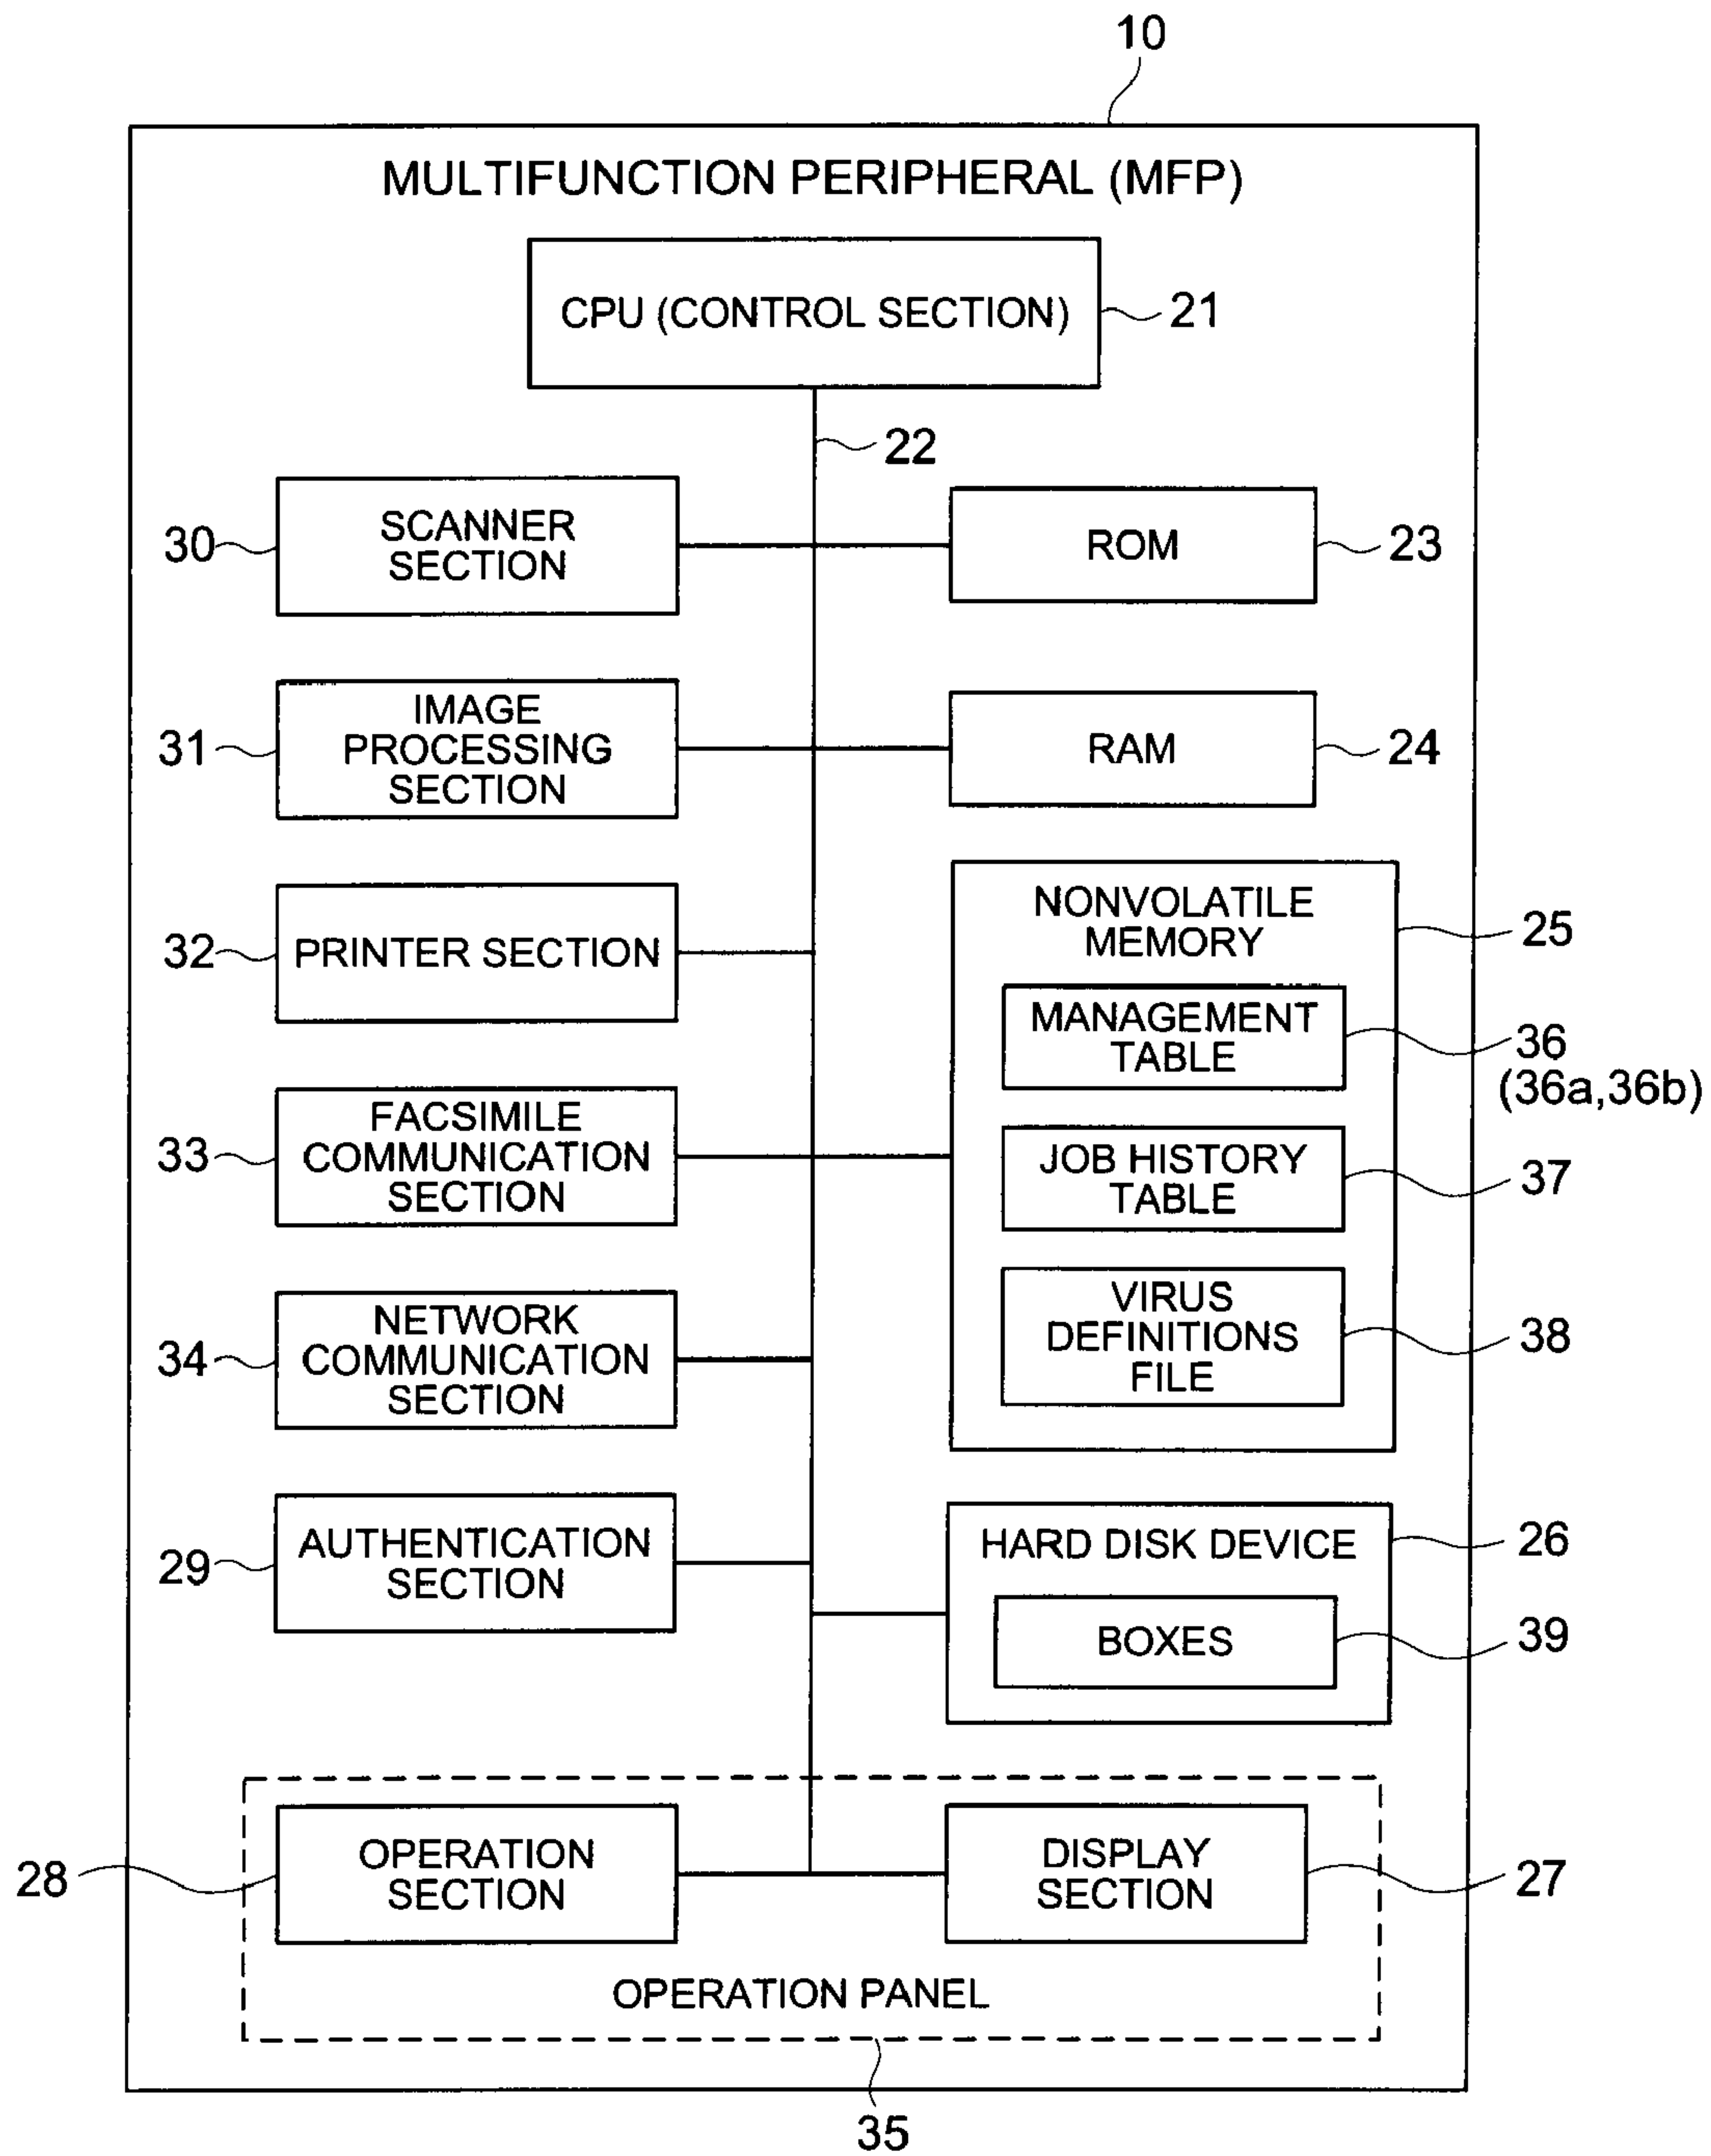 10
MULTIFUNCTION PERIPHERAL (MFP)
CPU (CONTROL SECTION)
21
22
30
SCANNER
SECTION
ROM
23
31
IMAGE
PROCESSING
SECTION
RAM
24
32
PRINTER SECTION
NONVOLATILE
MEMORY
25
MANAGEMENT
TABLE
36
(36a,36b)
33
FACSIMILE
COMMUNICATION
SECTION
JOB HISTORY
TABLE
37
34
NETWORK
COMMUNICATION
SECTION
VIRUS
DEFINITIONS
FILE
38
29
AUTHENTICATION
SECTION
HARD DISK DEVICE
26
BOXES
39
28
OPERATION
SECTION
DISPLAY
SECTION
27
OPERATION PANEL
35